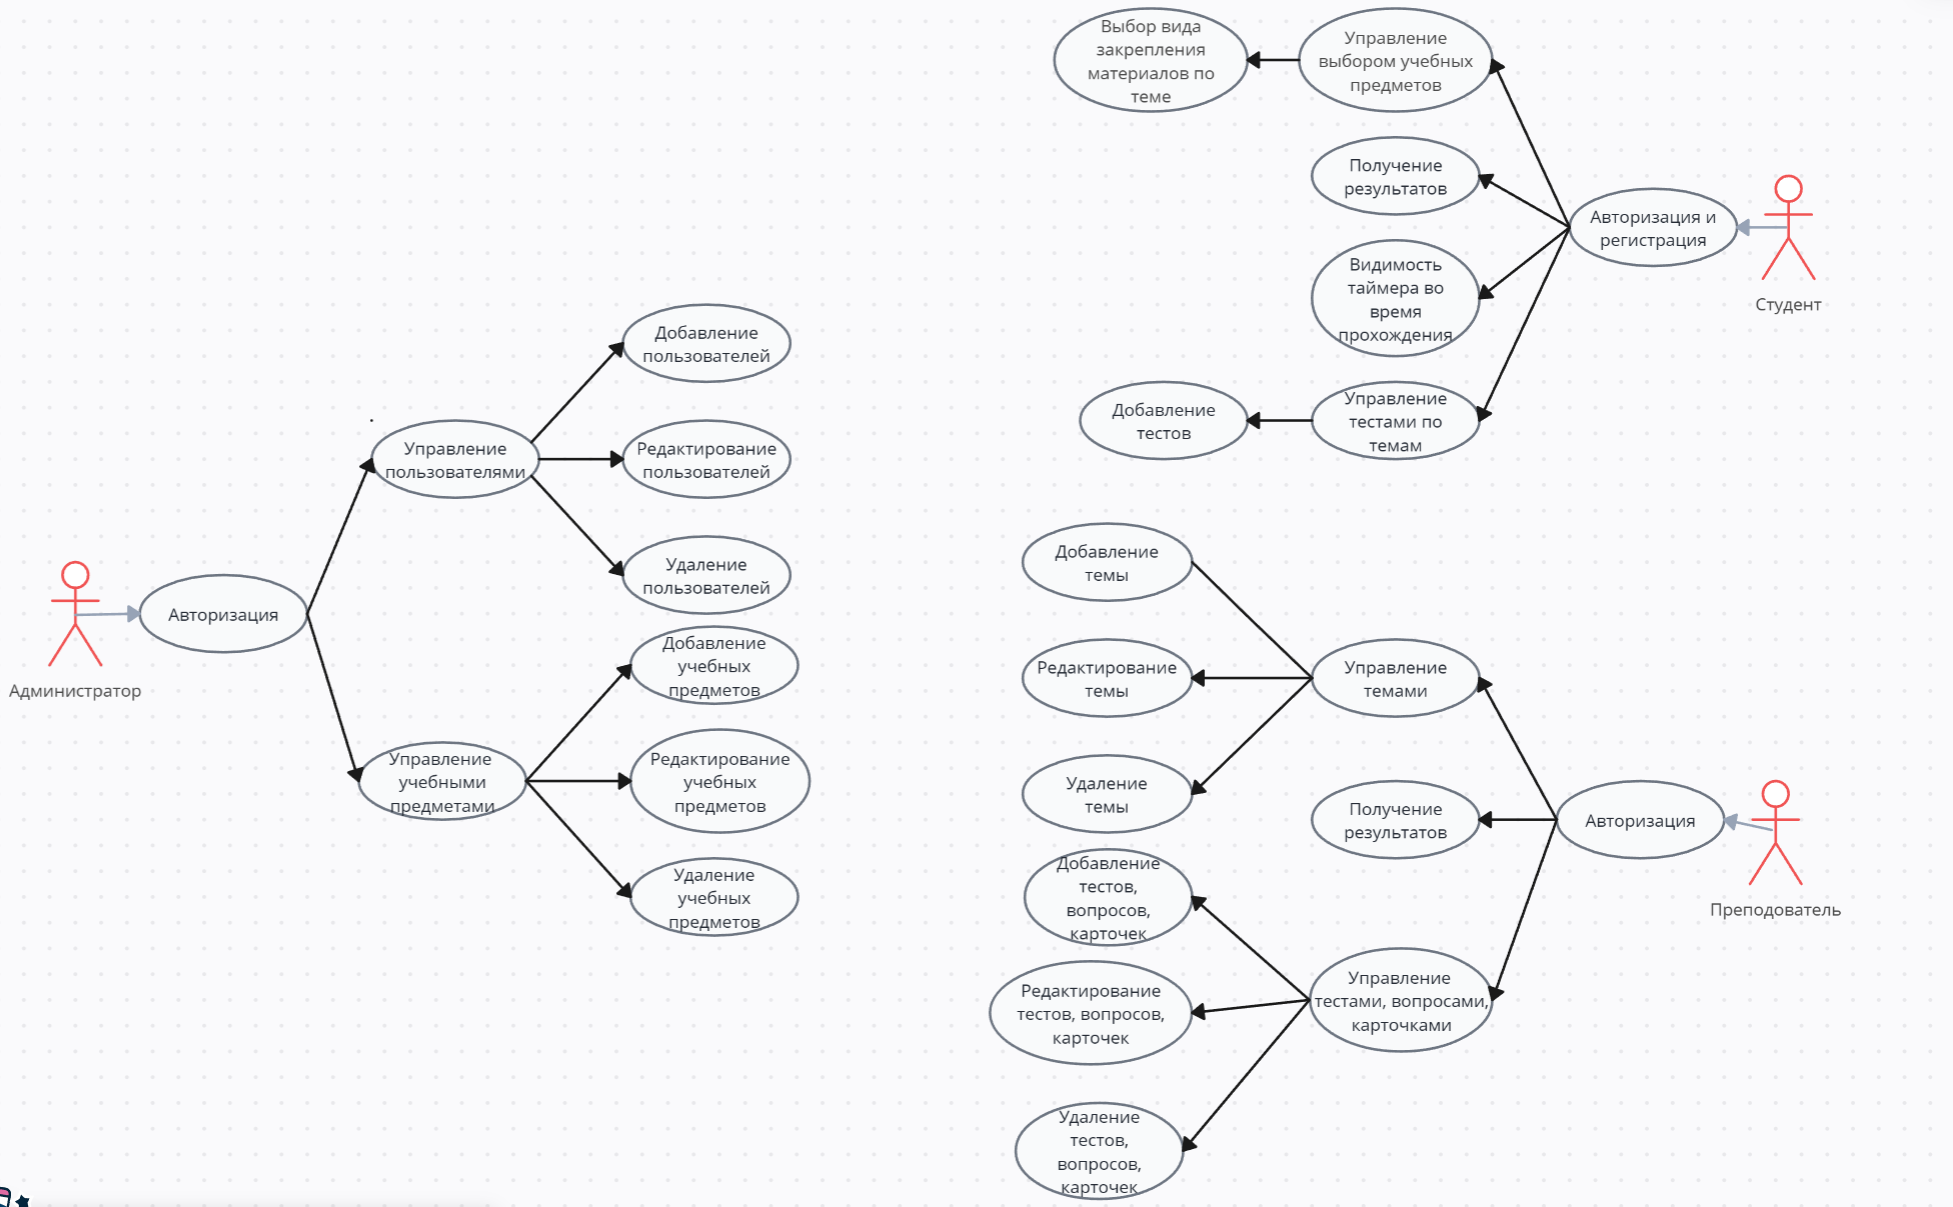 Выбор вида
закрепления
материалов по
теме
Управление
выбором учебных
предметов
Получение
результатов
Авторизация и
регистрация
Видимость
таймера во
время
прохождения
Студент
Добавление
тестов
Управление
тестами по
темам
Добавление
пользователей
Управление
пользователями
Редактирование
пользователей
Удаление
пользователей
Авторизация
Администратор
Добавление
учебных
предметов
Управление
учебными
предметами
Редактирование
учебных
предметов
Удаление
учебных
предметов
Добавление
темы
Редактирование
темы
Управление
темами
Удаление
темы
Получение
результатов
Авторизация
Преподователь
Добавление
тестов,
вопросов,
карточек
Редактирование
тестов, вопросов,
карточек
Управление
тестами, вопросами,
карточками
Удаление
тестов,
вопросов,
карточек